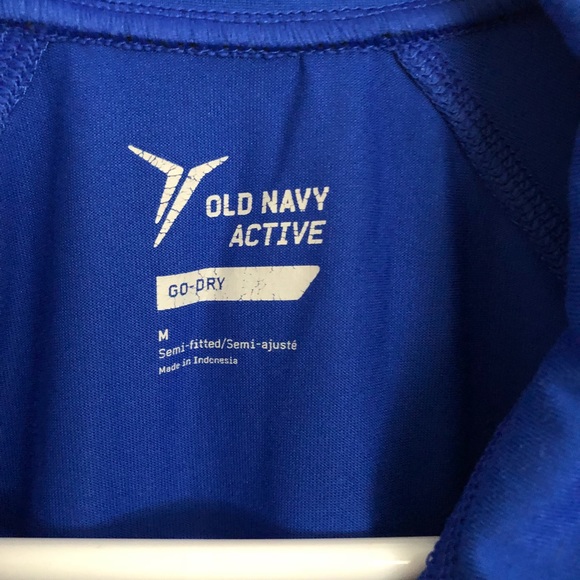 OLD NAVY
ACTIVE
GO-DRY
M
Semi-fitted/Semi-ajusté
Made in Indonesia